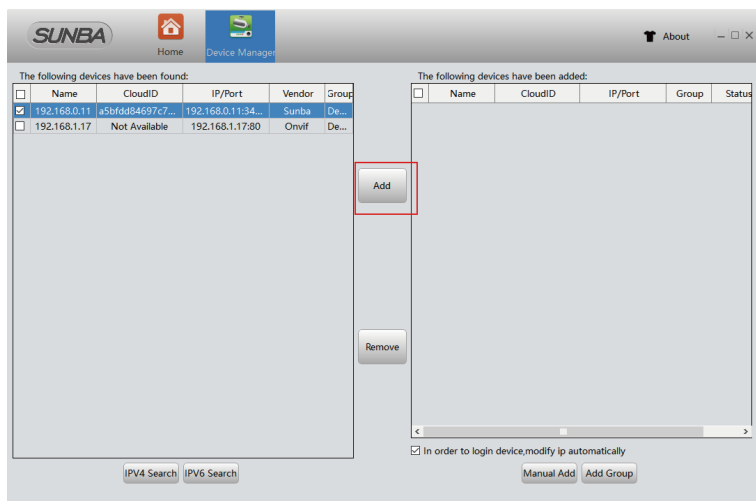 SUNBA
Home
Device Manager
About
The following devices have been found:
Name CloudID IP/Port Vendor Group
192.168.0.11 a5bfdd84697c7... 192.168.0.11:34... Sunba De...
192.168.1.17 Not Available 192.168.1.17:80 Onvif De...
Add
Remove
IPV4 Search IPV6 Search
The following devices have been added:
Name CloudID IP/Port Group Status
In order to login device,modify ip automatically
Manual Add Add Group